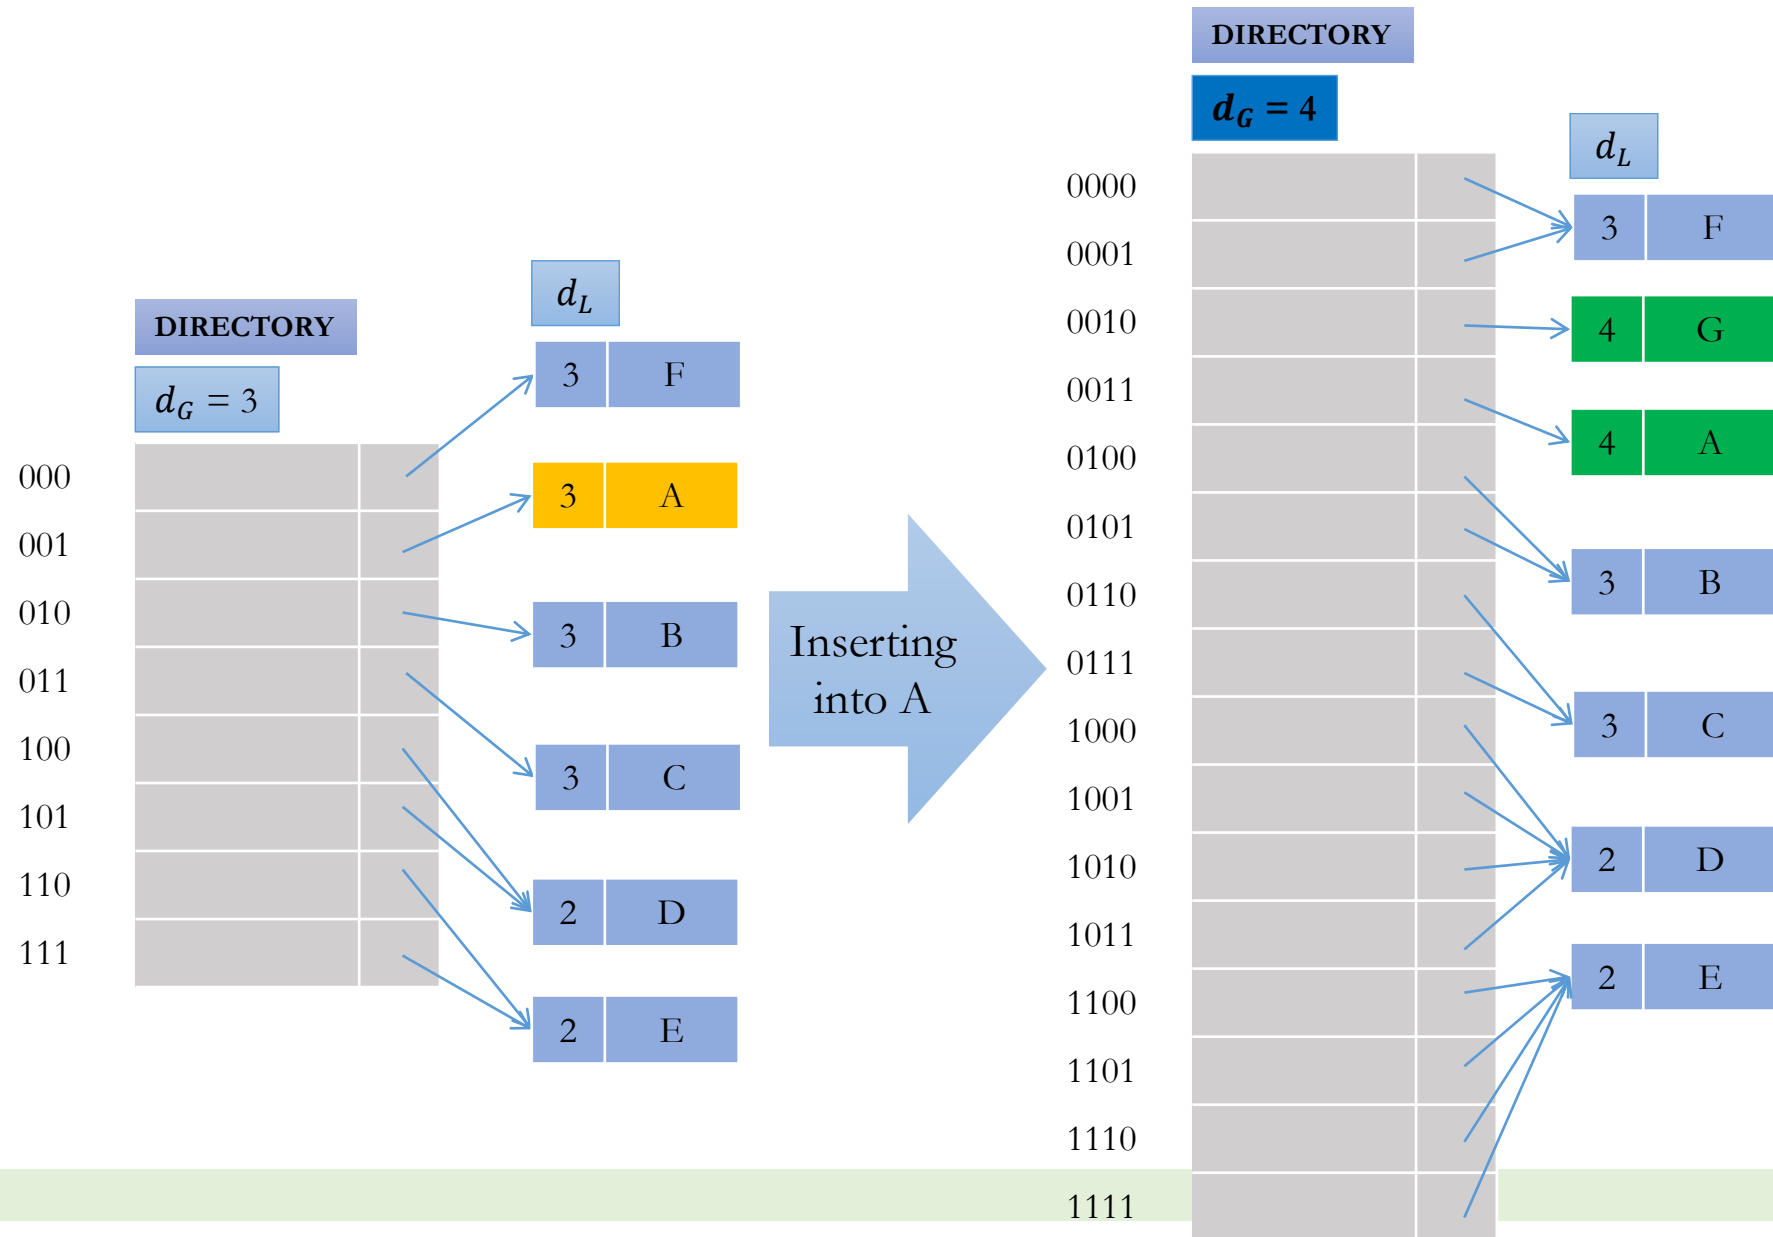 DIRECTORY
d_G = 3
d_L
000
001
010
011
100
101
110
111
3 F
3 A
3 B
3 C
2 D
2 E
Inserting
into A
DIRECTORY
d_G = 4
d_L
0000
0001
0010
0011
0100
0101
0110
0111
1000
1001
1010
1011
1100
1101
1110
1111
3 F
4 G
4 A
3 B
3 C
2 D
2 E